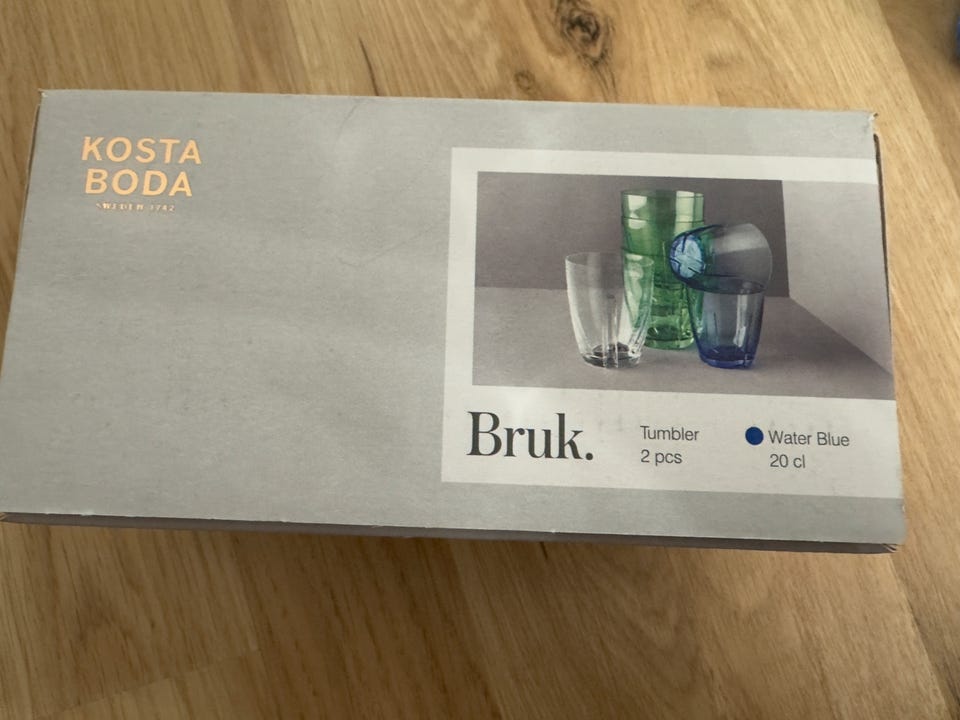 KOSTA
BODA
SWEDEN 1742
Bruk.
Tumbler
2 pcs
Water Blue
20 cl